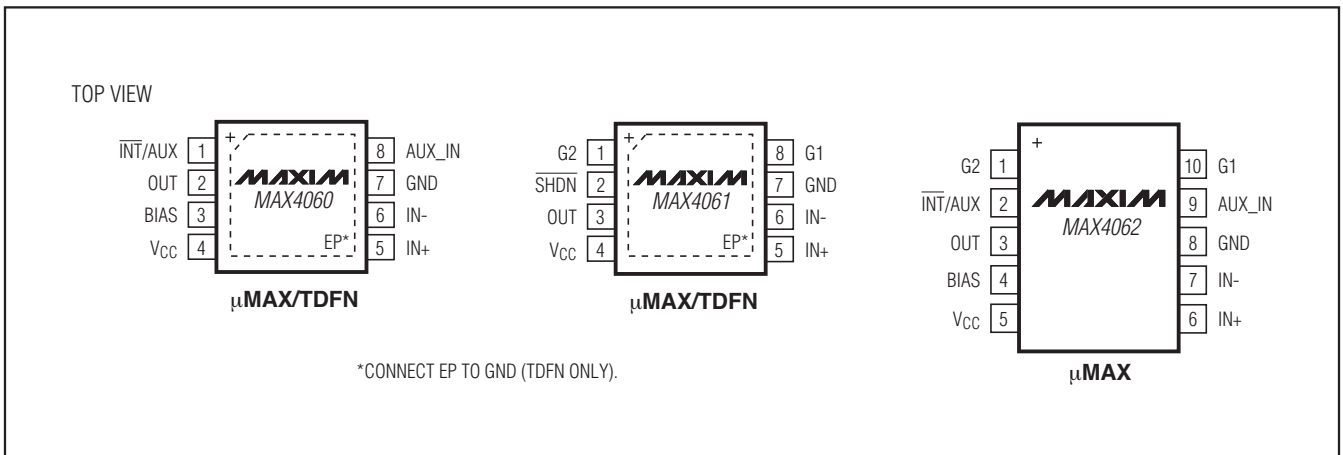 TOP VIEW
I̅N̅T̅/AUX 1
OUT 2
BIAS 3
VCC 4
+
MAXIM
MAX4060
EP*
8 AUX_IN
7 GND
6 IN-
5 IN+
µMAX/TDFN
G2 1
S̅H̅D̅N̅ 2
OUT 3
VCC 4
+
MAXIM
MAX4061
EP*
8 G1
7 GND
6 IN-
5 IN+
µMAX/TDFN
G2 1
I̅N̅T̅/AUX 2
OUT 3
BIAS 4
VCC 5
+
MAXIM
MAX4062
10 G1
9 AUX_IN
8 GND
7 IN-
6 IN+
µMAX
*CONNECT EP TO GND (TDFN ONLY).